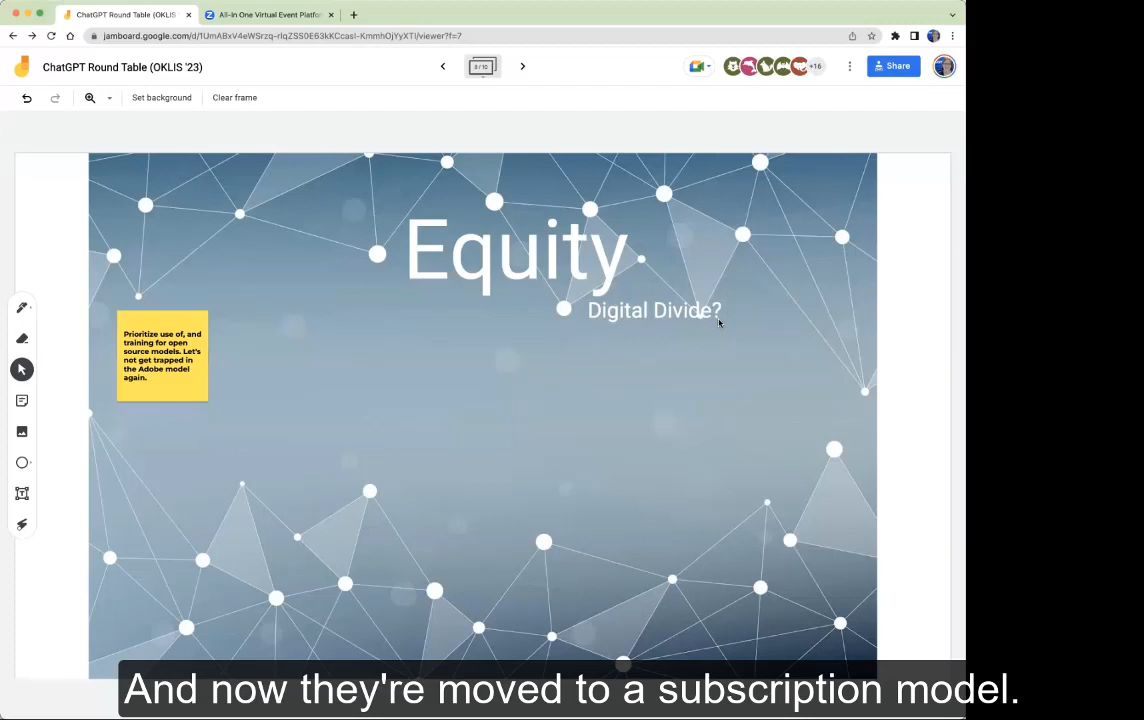 ChatGPT Round Table (OKLIS '23)
All-In One Virtual Event Platfor
jamboard.google.com/d/1UmABxV4eWSrzq-rlqZSS0E63kKCcasI-KmmhOjYyXTI/viewer?f=7
ChatGPT Round Table (OKLIS '23)
8 / 10
+16
Share
Set background
Clear frame
Equity
Digital Divide?
Prioritize use of, and
training for open
source models. Let's
not get trapped in
the Adobe model
again.
And now they're moved to a subscription model.